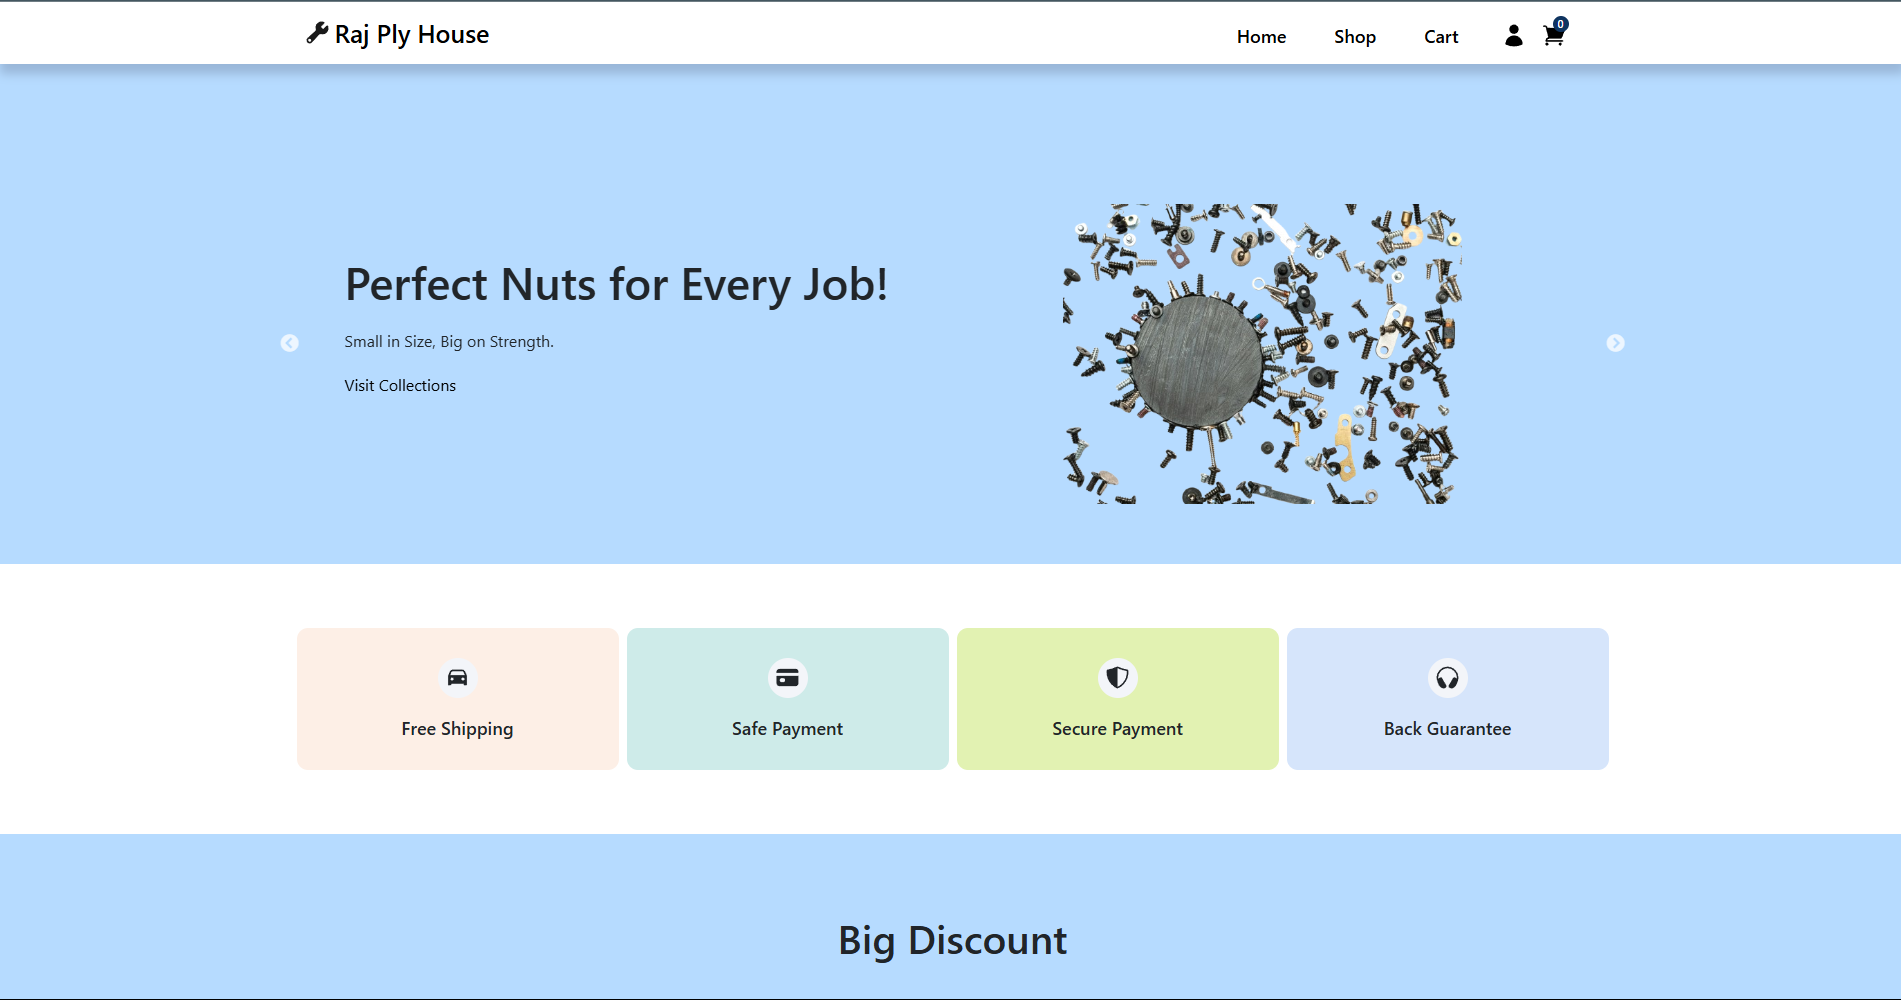 Raj Ply House
Home Shop Cart 0
Perfect Nuts for Every Job!
Small in Size, Big on Strength.
Visit Collections
Free Shipping
Safe Payment
Secure Payment
Back Guarantee
Big Discount